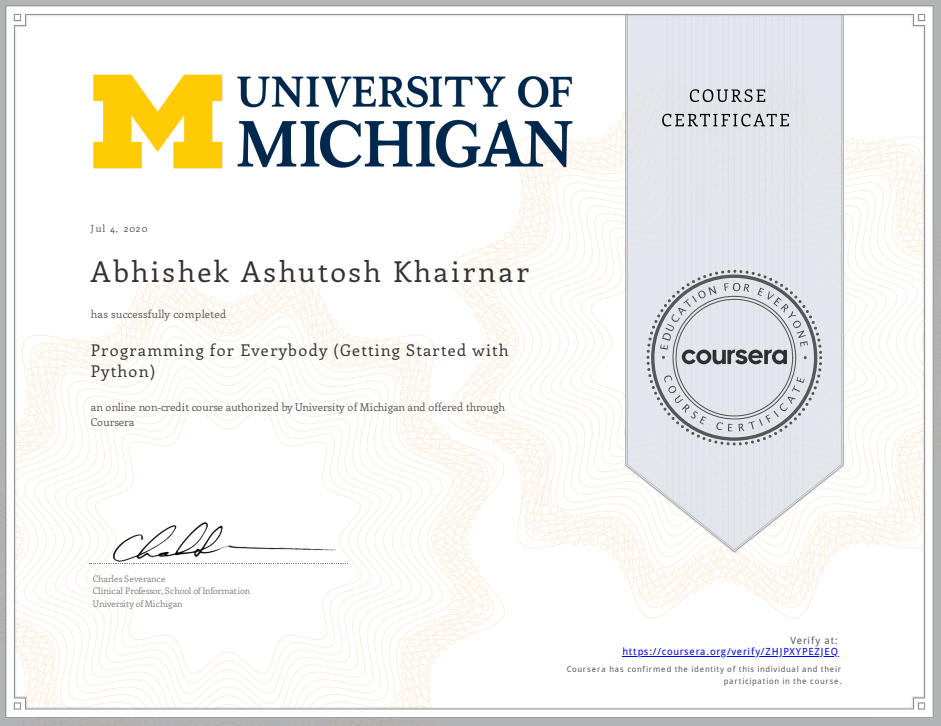 UNIVERSITY OF
MICHIGAN
COURSE
CERTIFICATE
Jul 4, 2020
Abhishek Ashutosh Khairnar
has successfully completed
Programming for Everybody (Getting Started with
Python)
an online non-credit course authorized by University of Michigan and offered through
Coursera
EDUCATION FOR EVERYONE
coursera
COURSE CERTIFICATE
Charles Severance
Clinical Professor, School of Information
University of Michigan
Verify at:
https://coursera.org/verify/ZHJPXYPEZJEQ
Coursera has confirmed the identity of this individual and their
participation in the course.